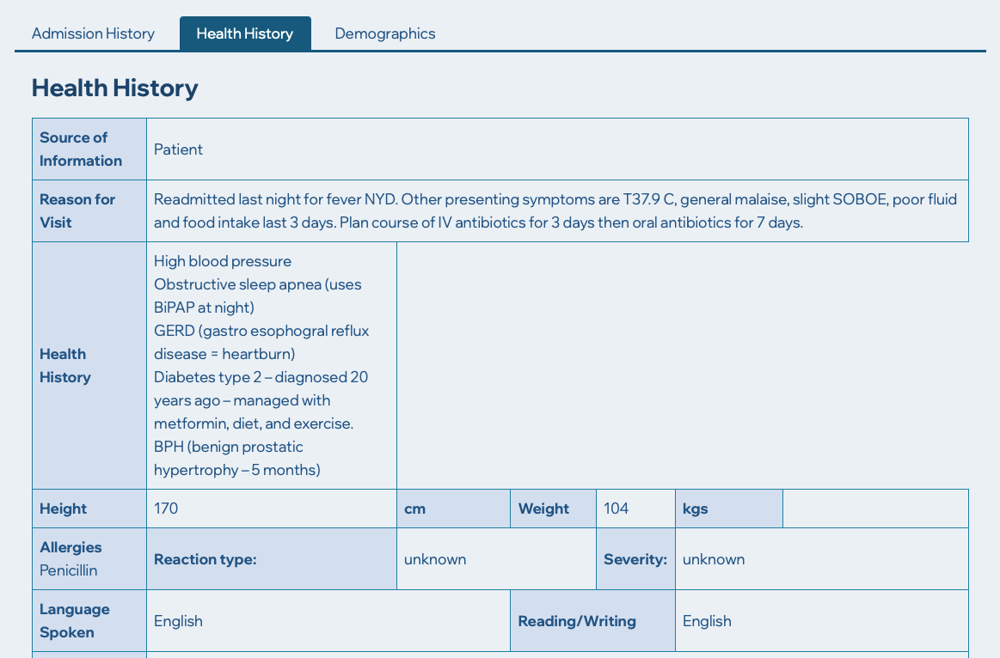 Admission History Health History Demographics
Health History
Source of
Information
Patient
Reason for
Visit
Readmitted last night for fever NYD. Other presenting symptoms are T37.9 C, general malaise, slight SOBOE, poor fluid
and food intake last 3 days. Plan course of IV antibiotics for 3 days then oral antibiotics for 7 days.
Health
History
High blood pressure
Obstructive sleep apnea (uses
BiPAP at night)
GERD (gastro esophogral reflux
disease = heartburn)
Diabetes type 2 – diagnosed 20
years ago – managed with
metformin, diet, and exercise.
BPH (benign prostatic
hypertrophy – 5 months)
Height 170 cm Weight 104 kgs
Allergies
Penicillin
Reaction type: unknown Severity: unknown
Language
Spoken
English Reading/Writing English